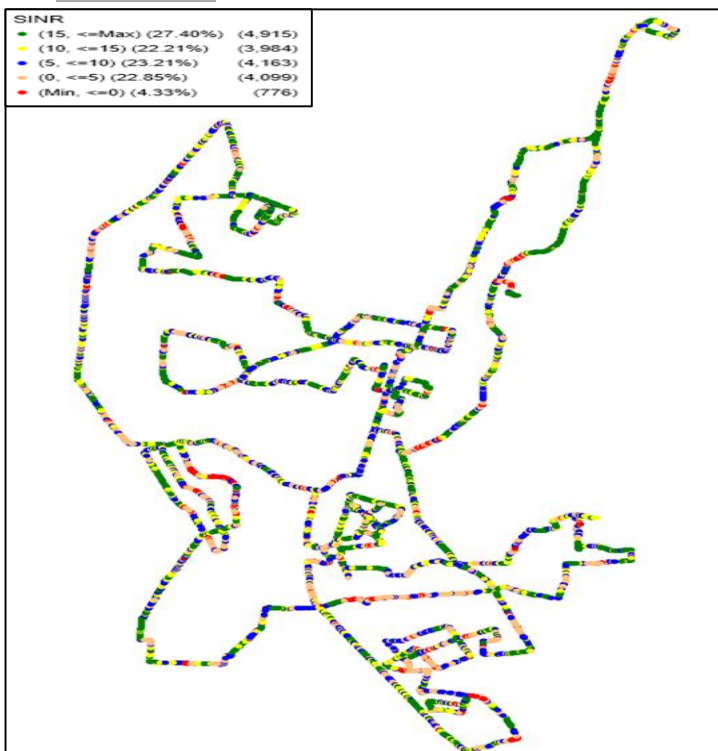 SINR
(15, <=Max) (27.40%) (4,915)
(10, <=15) (22.21%) (3,984)
(5, <=10) (23.21%) (4,163)
(0, <=5) (22.85%) (4,099)
(Min, <=0) (4.33%) (776)